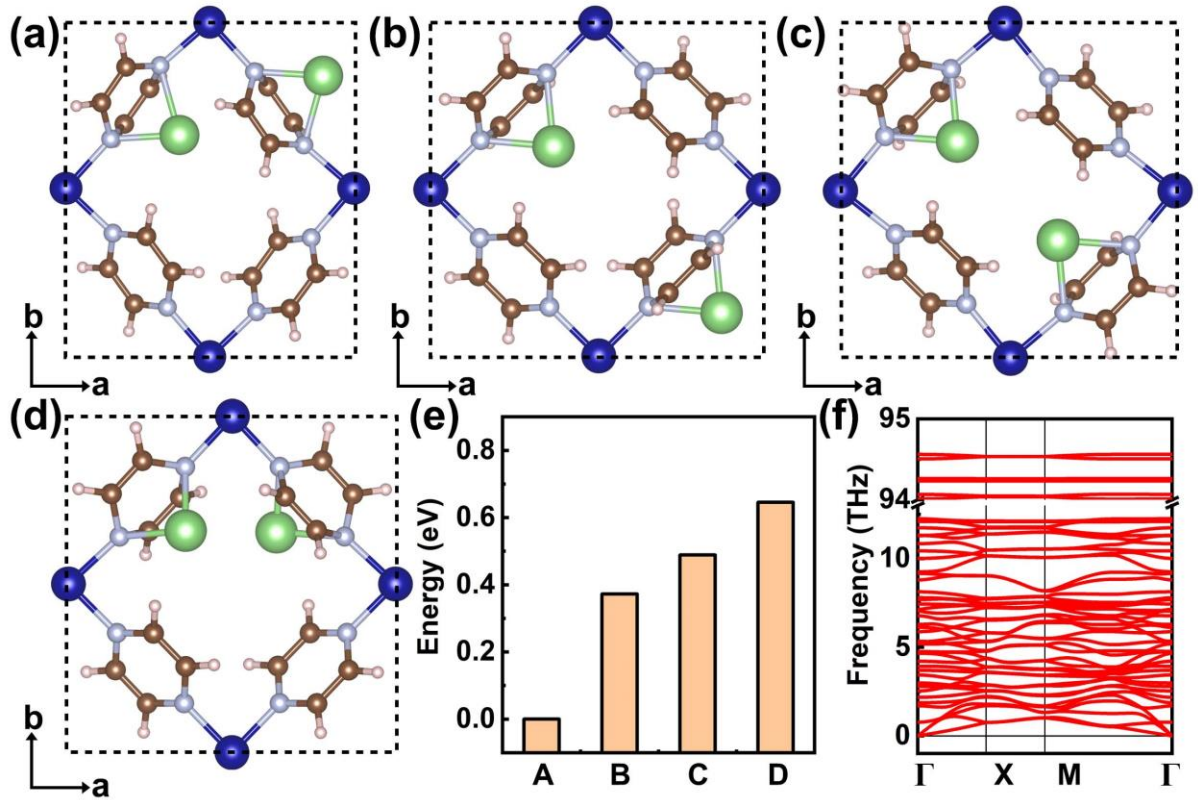 (a)
b
a
(b)
b
a
(c)
b
a
(d)
b
a
(e)
Energy (eV)
0.8
0.6
0.4
0.2
0.0
A B C D
(f)
Frequency (THz)
95
94
10
5
0
Γ X M Γ